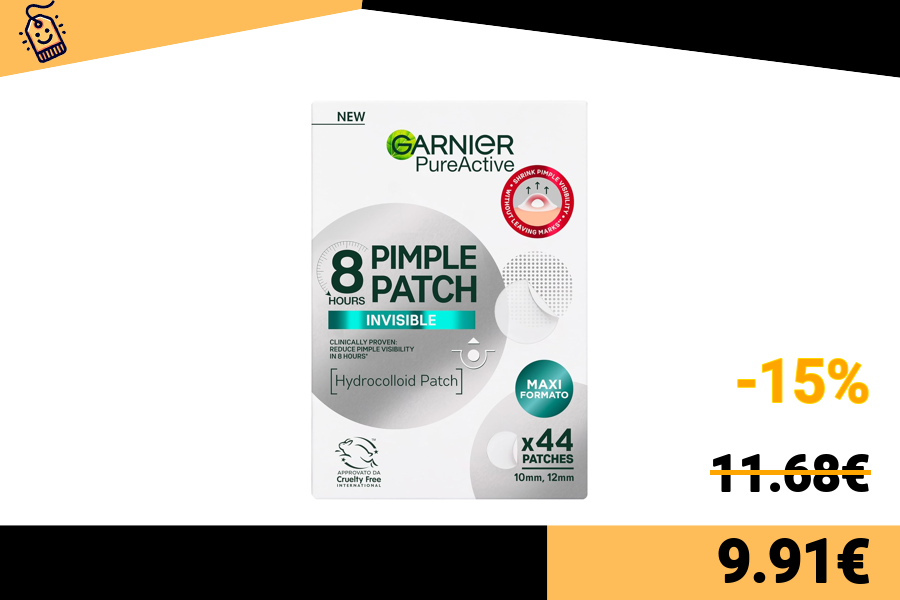 NEW
GARNIER
PureActive
• SHRINK PIMPLE VISIBILITY •
WITHOUT LEAVING MARKS**
8
HOURS
PIMPLE
PATCH
INVISIBLE
CLINICALLY PROVEN:
REDUCE PIMPLE VISIBILITY
IN 8 HOURS*
[Hydrocolloid Patch]
MAXI
FORMATO
x44
PATCHES
10mm, 12mm
APPROVATO DA
Cruelty Free
INTERNATIONAL
-15%
11.68€
9.91€